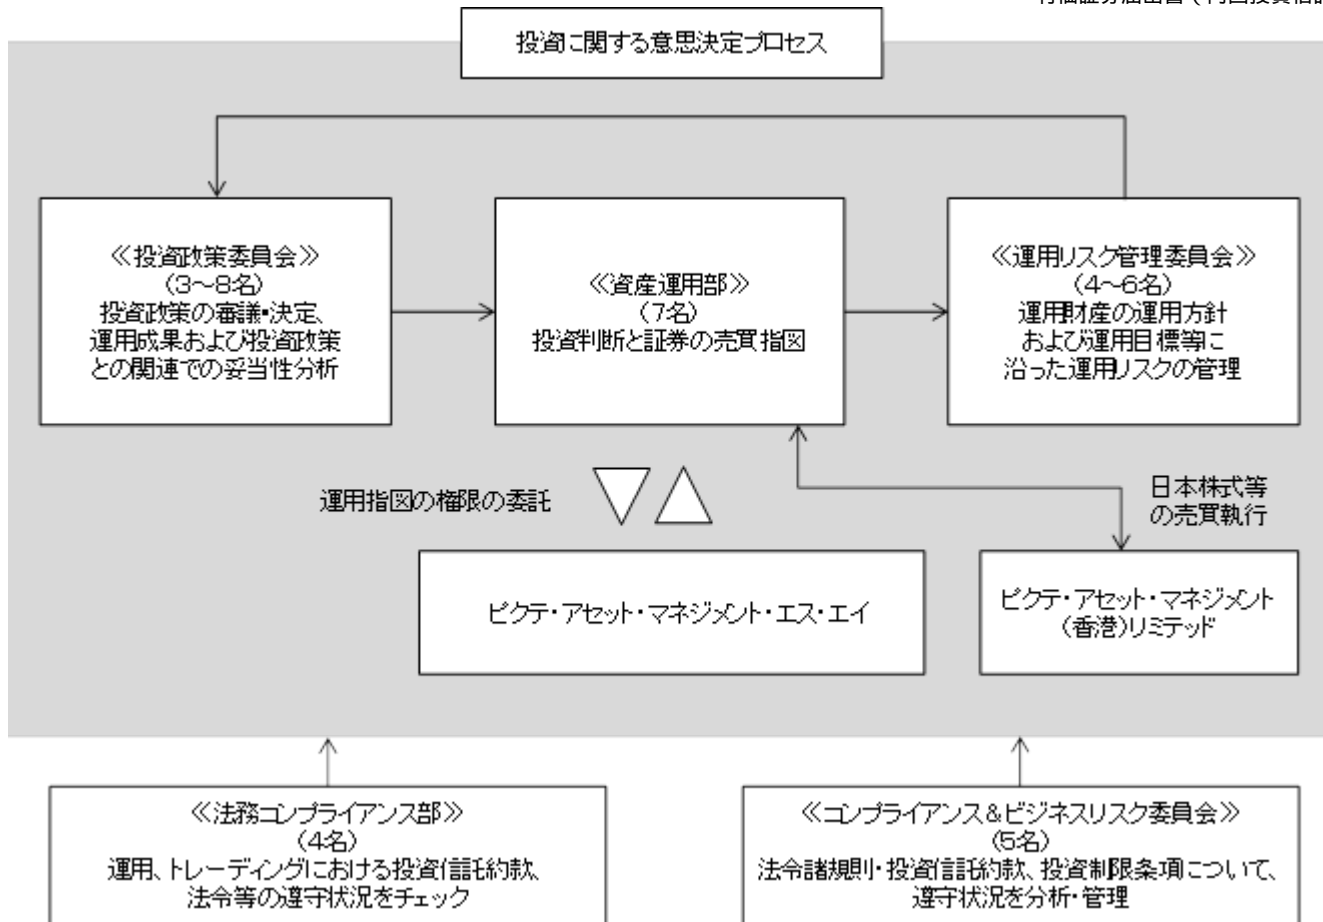 投資に関する意思決定プロセス
≪投資政策委員会≫
(3~8名)
投資政策の審議・決定、
運用成果および投資政策
との関連での妥当性分析
≪資産運用部≫
(7名)
投資判断と証券の売買指図
≪運用リスク管理委員会≫
(4~6名)
運用財産の運用方針
および運用目標等に
沿った運用リスクの管理
運用指図の権限の委託
日本株式等
の売買執行
ピクテ・アセット・マネジメント・エス・エイ
ピクテ・アセット・マネジメント
(香港)リミテッド
≪法務コンプライアンス部≫
(4名)
運用、トレーディングにおける投資信託約款、
法令等の遵守状況をチェック
≪コンプライアンス&ビジネスリスク委員会≫
(5名)
法令諸規則・投資信託約款、投資制限条項について、
遵守状況を分析・管理